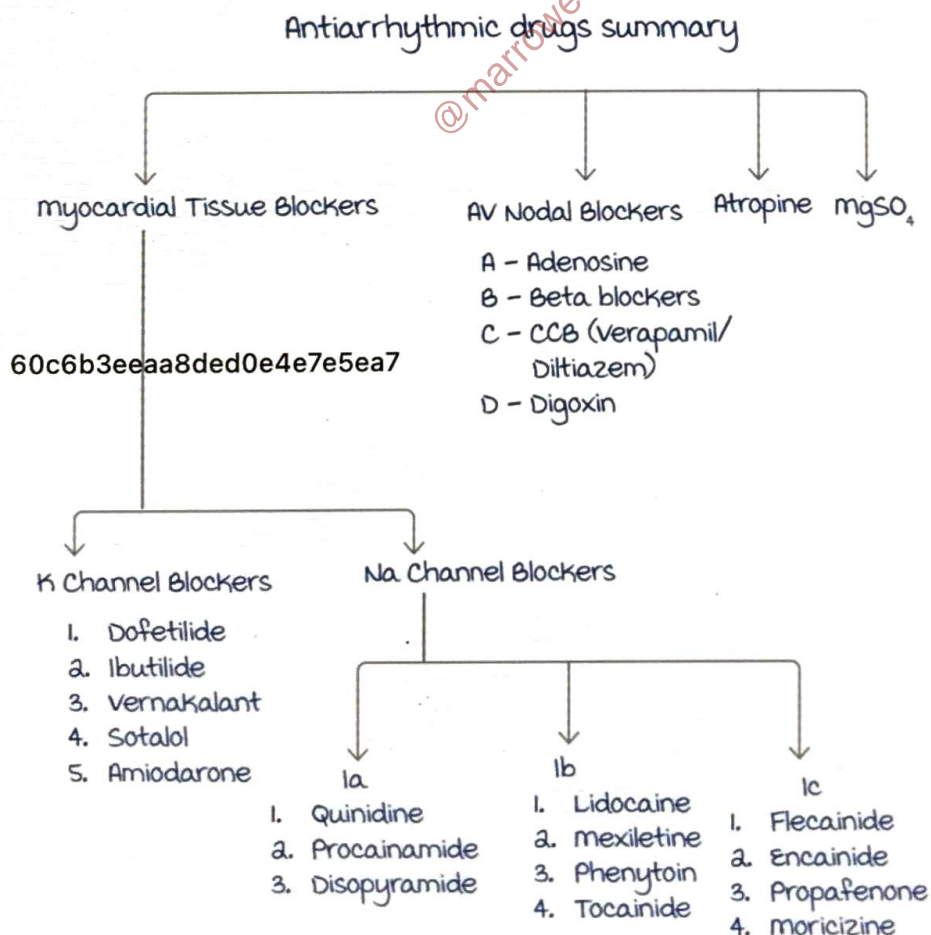 Antiarrhythmic drugs summary
@marrowe
myocardial Tissue Blockers
AV Nodal Blockers
Atropine
mgSO4
A - Adenosine
B - Beta blockers
C - CCB (Verapamil/
Diltiazem)
D - Digoxin
60c6b3eeaa8ded0e4e7e5ea7
K Channel Blockers
1. Dofetilide
2. Ibutilide
3. Vernakalant
4. Sotalol
5. Amiodarone
Na Channel Blockers
Ia
1. Quinidine
2. Procainamide
3. Disopyramide
Ib
1. Lidocaine
2. mexiletine
3. Phenytoin
4. Tocainide
Ic
1. Flecainide
2. Encainide
3. Propafenone
4. moricizine